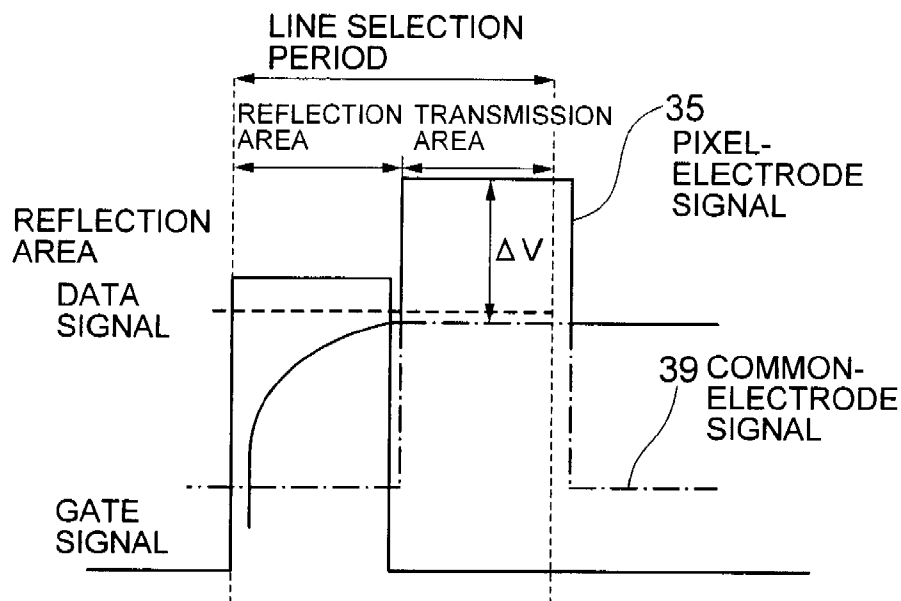 LINE SELECTION
PERIOD
REFLECTION
AREA
TRANSMISSION
AREA
35
PIXEL-
ELECTRODE
SIGNAL
REFLECTION
AREA
ΔV
DATA
SIGNAL
39 COMMON-
ELECTRODE
SIGNAL
GATE
SIGNAL